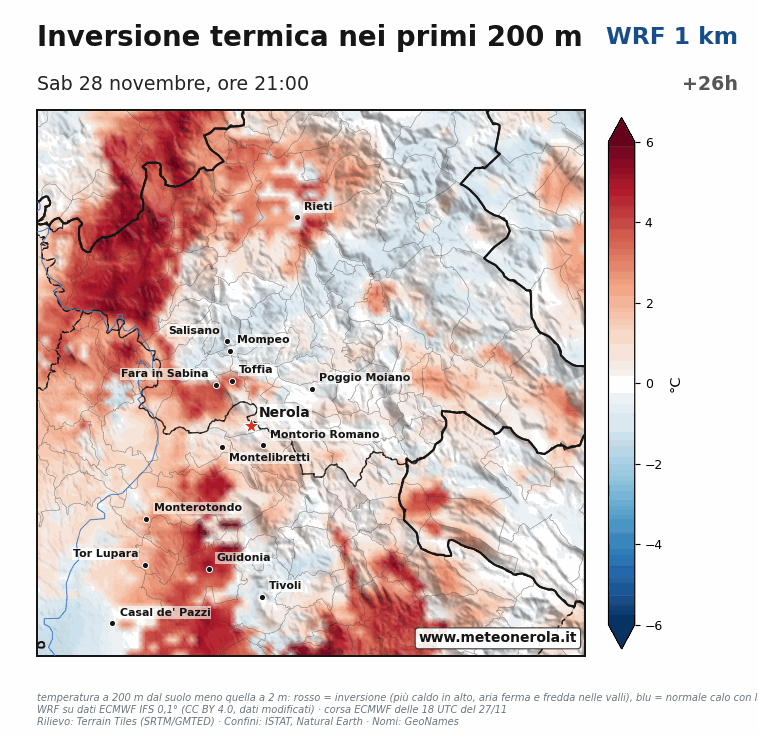 Inversione termica nei primi 200 m WRF 1 km
Sab 28 novembre, ore 21:00 +26h
Rieti
Salisano
Mompeo
Fara in Sabina
Toffia
Poggio Moiano
Nerola
Montorio Romano
Montelibretti
Monterotondo
Tor Lupara
Guidonia
Tivoli
Casal de' Pazzi
www.meteonerola.it
6
4
2
0
−2
−4
−6
°C
temperatura a 200 m dal suolo meno quella a 2 m: rosso = inversione (più caldo in alto, aria ferma e fredda nelle valli), blu = normale calo con
WRF su dati ECMWF IFS 0,1° (CC BY 4.0, dati modificati) · corsa ECMWF delle 18 UTC del 27/11
Rilievo: Terrain Tiles (SRTM/GMTED) · Confini: ISTAT, Natural Earth · Nomi: GeoNames